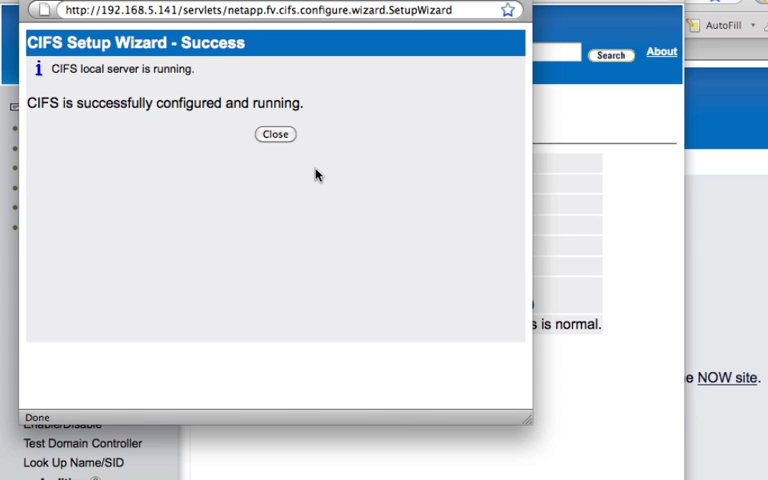 http://192.168.5.141/servlets/netapp.fv.cifs.configure.wizard.SetupWizard
AutoFill
CIFS Setup Wizard - Success
Search
About
CIFS local server is running.
CIFS is successfully configured and running.
Close
s is normal.
e NOW site.
Done
Enable/Disable
Test Domain Controller
Look Up Name/SID